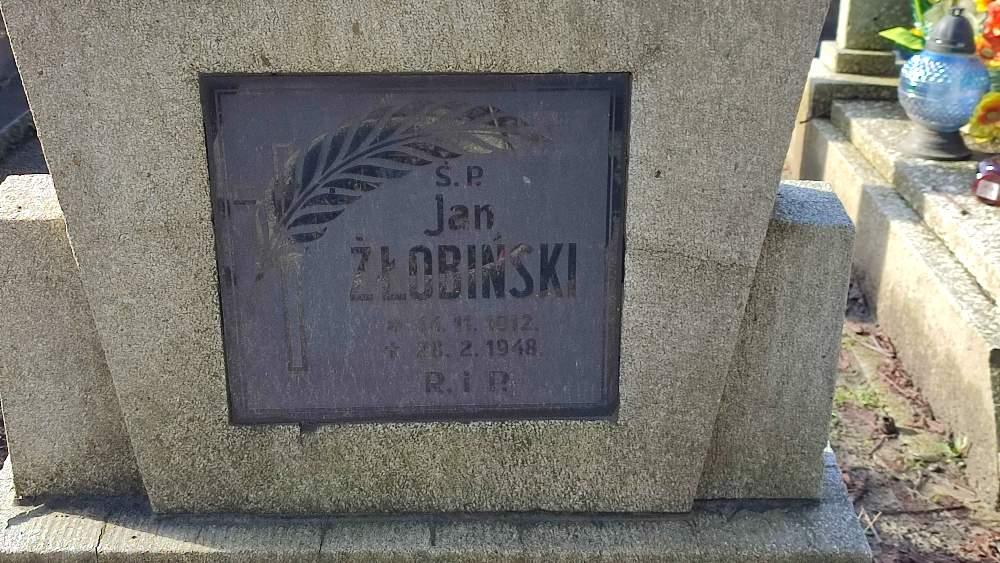 Ś.P.
Jan
ŻŁOBIŃSKI
* 14.11.1912.
+ 28.2.1948.
R.i P.